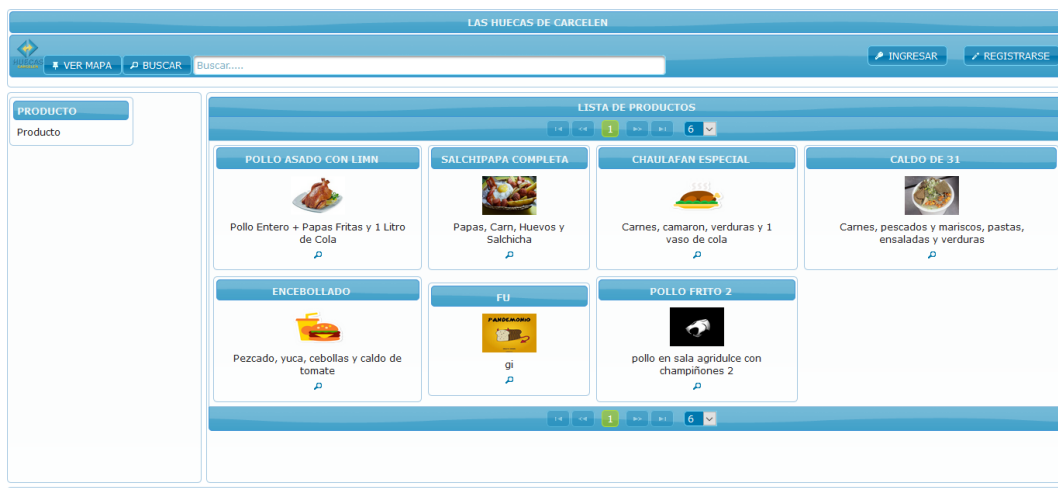 LAS HUECAS DE CARCELEN
HUECAS
VER MAPA
BUSCAR
Buscar.....
INGRESAR
REGISTRARSE
PRODUCTO
Producto
LISTA DE PRODUCTOS
1
6
POLLO ASADO CON LIMN
Pollo Entero + Papas Fritas y 1 Litro
de Cola
SALCHIPAPA COMPLETA
Papas, Carn, Huevos y
Salchicha
CHAULAFAN ESPECIAL
Carnes, camaron, verduras y 1
vaso de cola
CALDO DE 31
Carnes, pescados y mariscos, pastas,
ensaladas y verduras
ENCEBOLLADO
Pezcado, yuca, cebollas y caldo de
tomate
FU
PANDEMONIO
gi
POLLO FRITO 2
pollo en sala agridulce con
champiñones 2
1
6